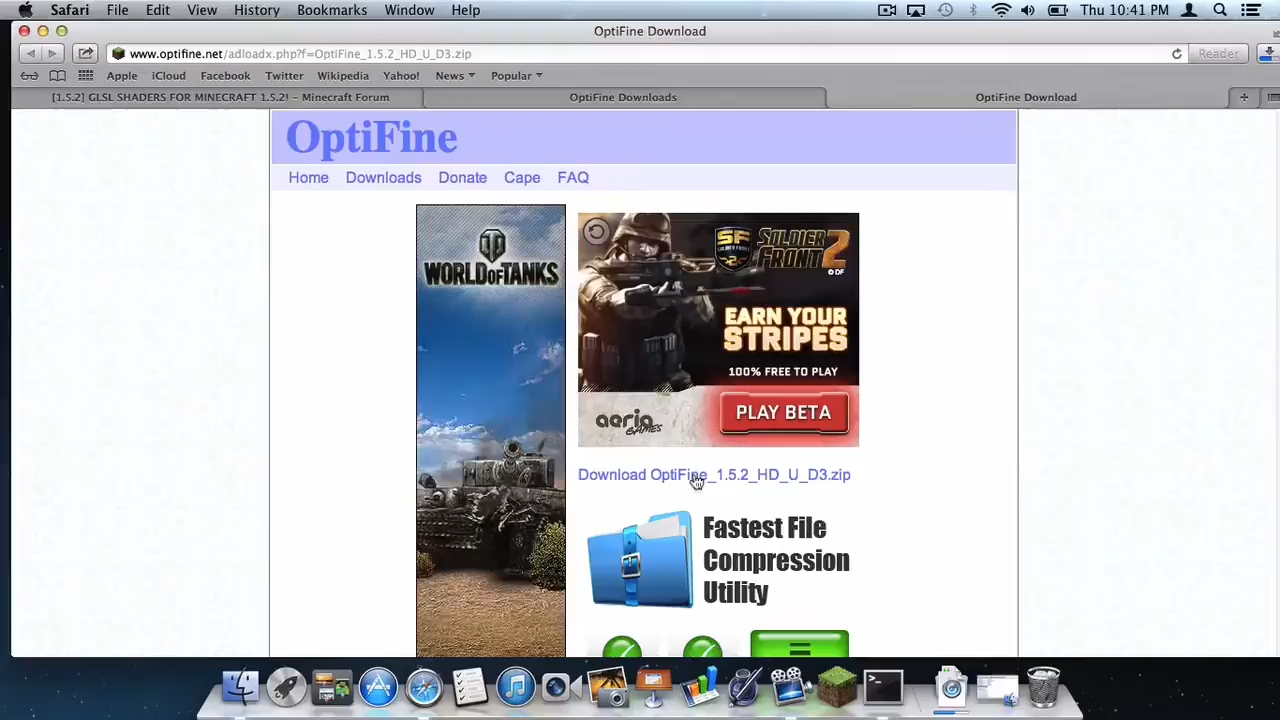 Safari File Edit View History Bookmarks Window Help Thu 10:41 PM
OptiFine Download
www.optifine.net/adloadx.php?f=OptiFine_1.5.2_HD_U_D3.zip Reader
Apple iCloud Facebook Twitter Wikipedia Yahoo! News Popular
[1.5.2] GLSL SHADERS FOR MINECRAFT 1.5.2! - Minecraft Forum OptiFine Downloads OptiFine Download
OptiFine
Home Downloads Donate Cape FAQ
WORLD OF TANKS
SF SOLDIER FRONT 2
© DF
EARN YOUR
STRIPES
100% FREE TO PLAY
aeria GAMES PLAY BETA
Download OptiFine_1.5.2_HD_U_D3.zip
Fastest File
Compression
Utility